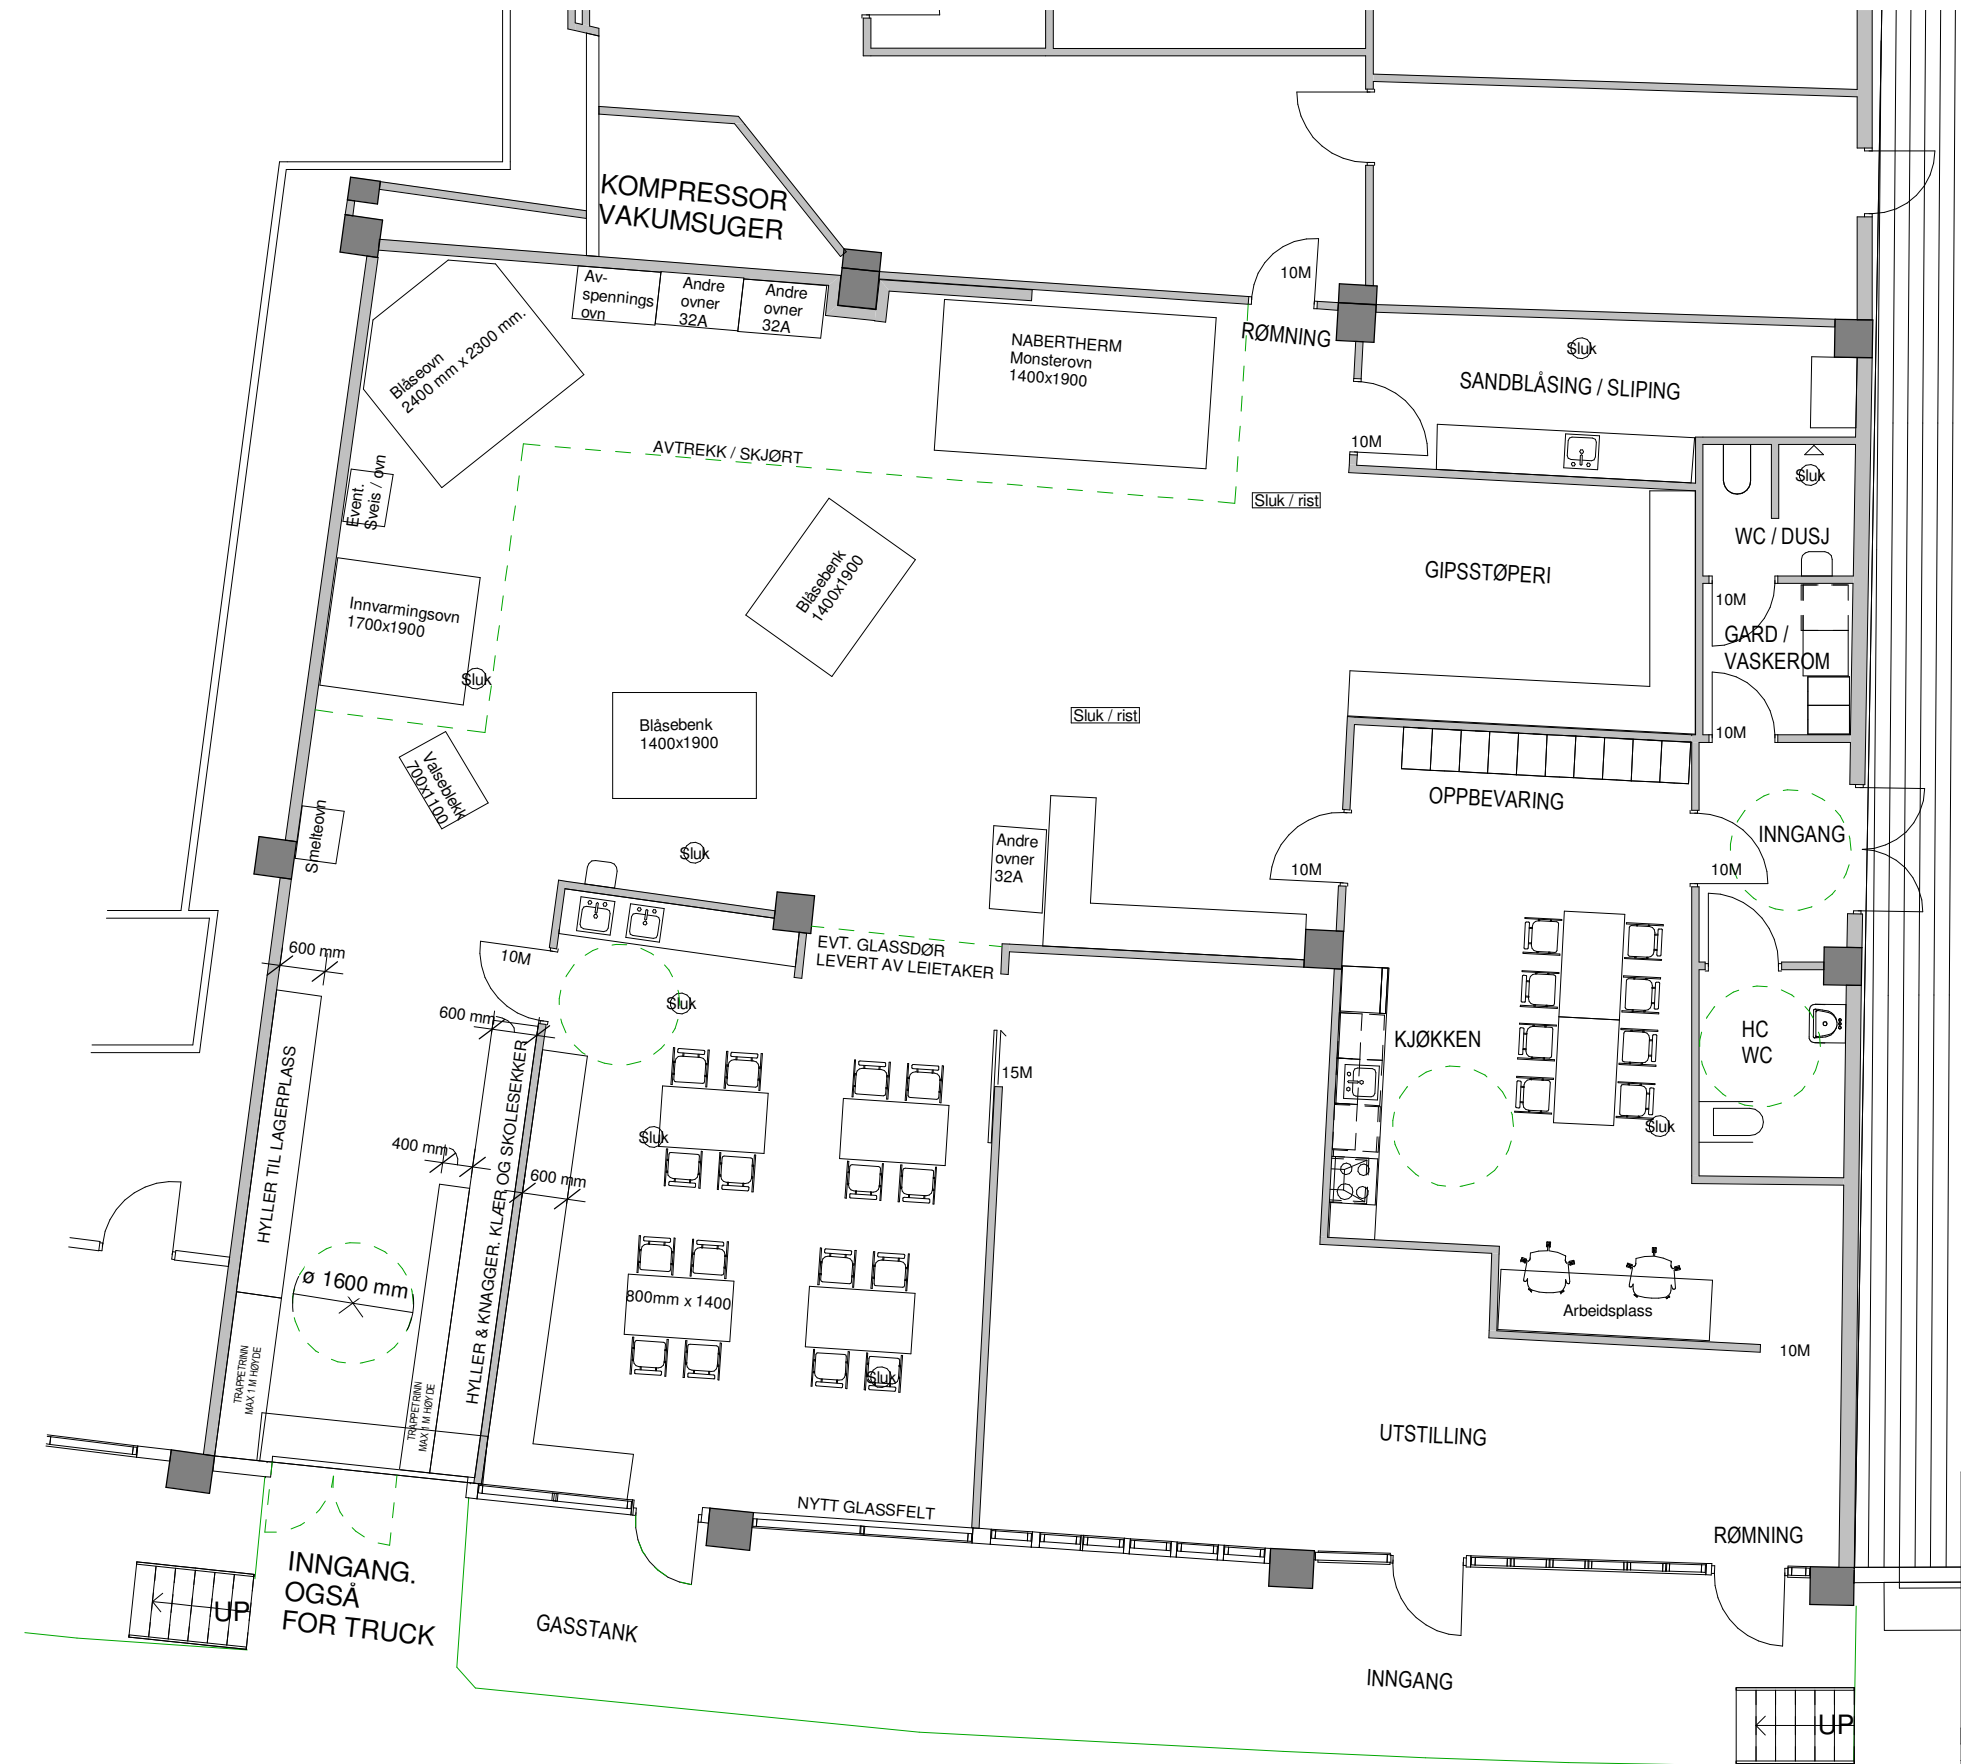 KOMPRESSOR
VAKUMSUGER
Av-
spennings
ovn
Andre
ovner
32A
Andre
ovner
32A
10M
RØMNING
NABERTHERM
Monsterovn
1400x1900
Sluk
SANDBLÅSING / SLIPING
Blåseovn
2400 mm x 2300 mm.
AVTREKK / SKJØRT
10M
Event.
Sveis / ovn
Sluk / rist
Sluk
WC / DUSJ
Blåsebenk
1400x1900
GIPSSTØPERI
10M
GARD /
VASKEROM
Innvarmingsovn
1700x1900
Sluk
Sluk / rist
Blåsebenk
1400x1900
10M
Valseblekk
700x1100
OPPBEVARING
INNGANG
Smelteovn
Sluk
Andre
ovner
32A
10M
10M
EVT. GLASSDØR
LEVERT AV LEIETAKER
600 mm
10M
Sluk
600 mm
KJØKKEN
HC
WC
15M
HYLLER TIL LAGERPLASS
HYLLER & KNAGGER. KLÆR OG SKOLESEKKER
Sluk
Sluk
400 mm
600 mm
ø 1600 mm
800mm x 1400
Arbeidsplass
10M
TRAPPETRINN
MAX 1 M HØYDE
TRAPPETRINN
MAX 1 M HØYDE
Sluk
UTSTILLING
NYTT GLASSFELT
RØMNING
INNGANG.
OGSÅ
FOR TRUCK
UP
GASSTANK
INNGANG
UP